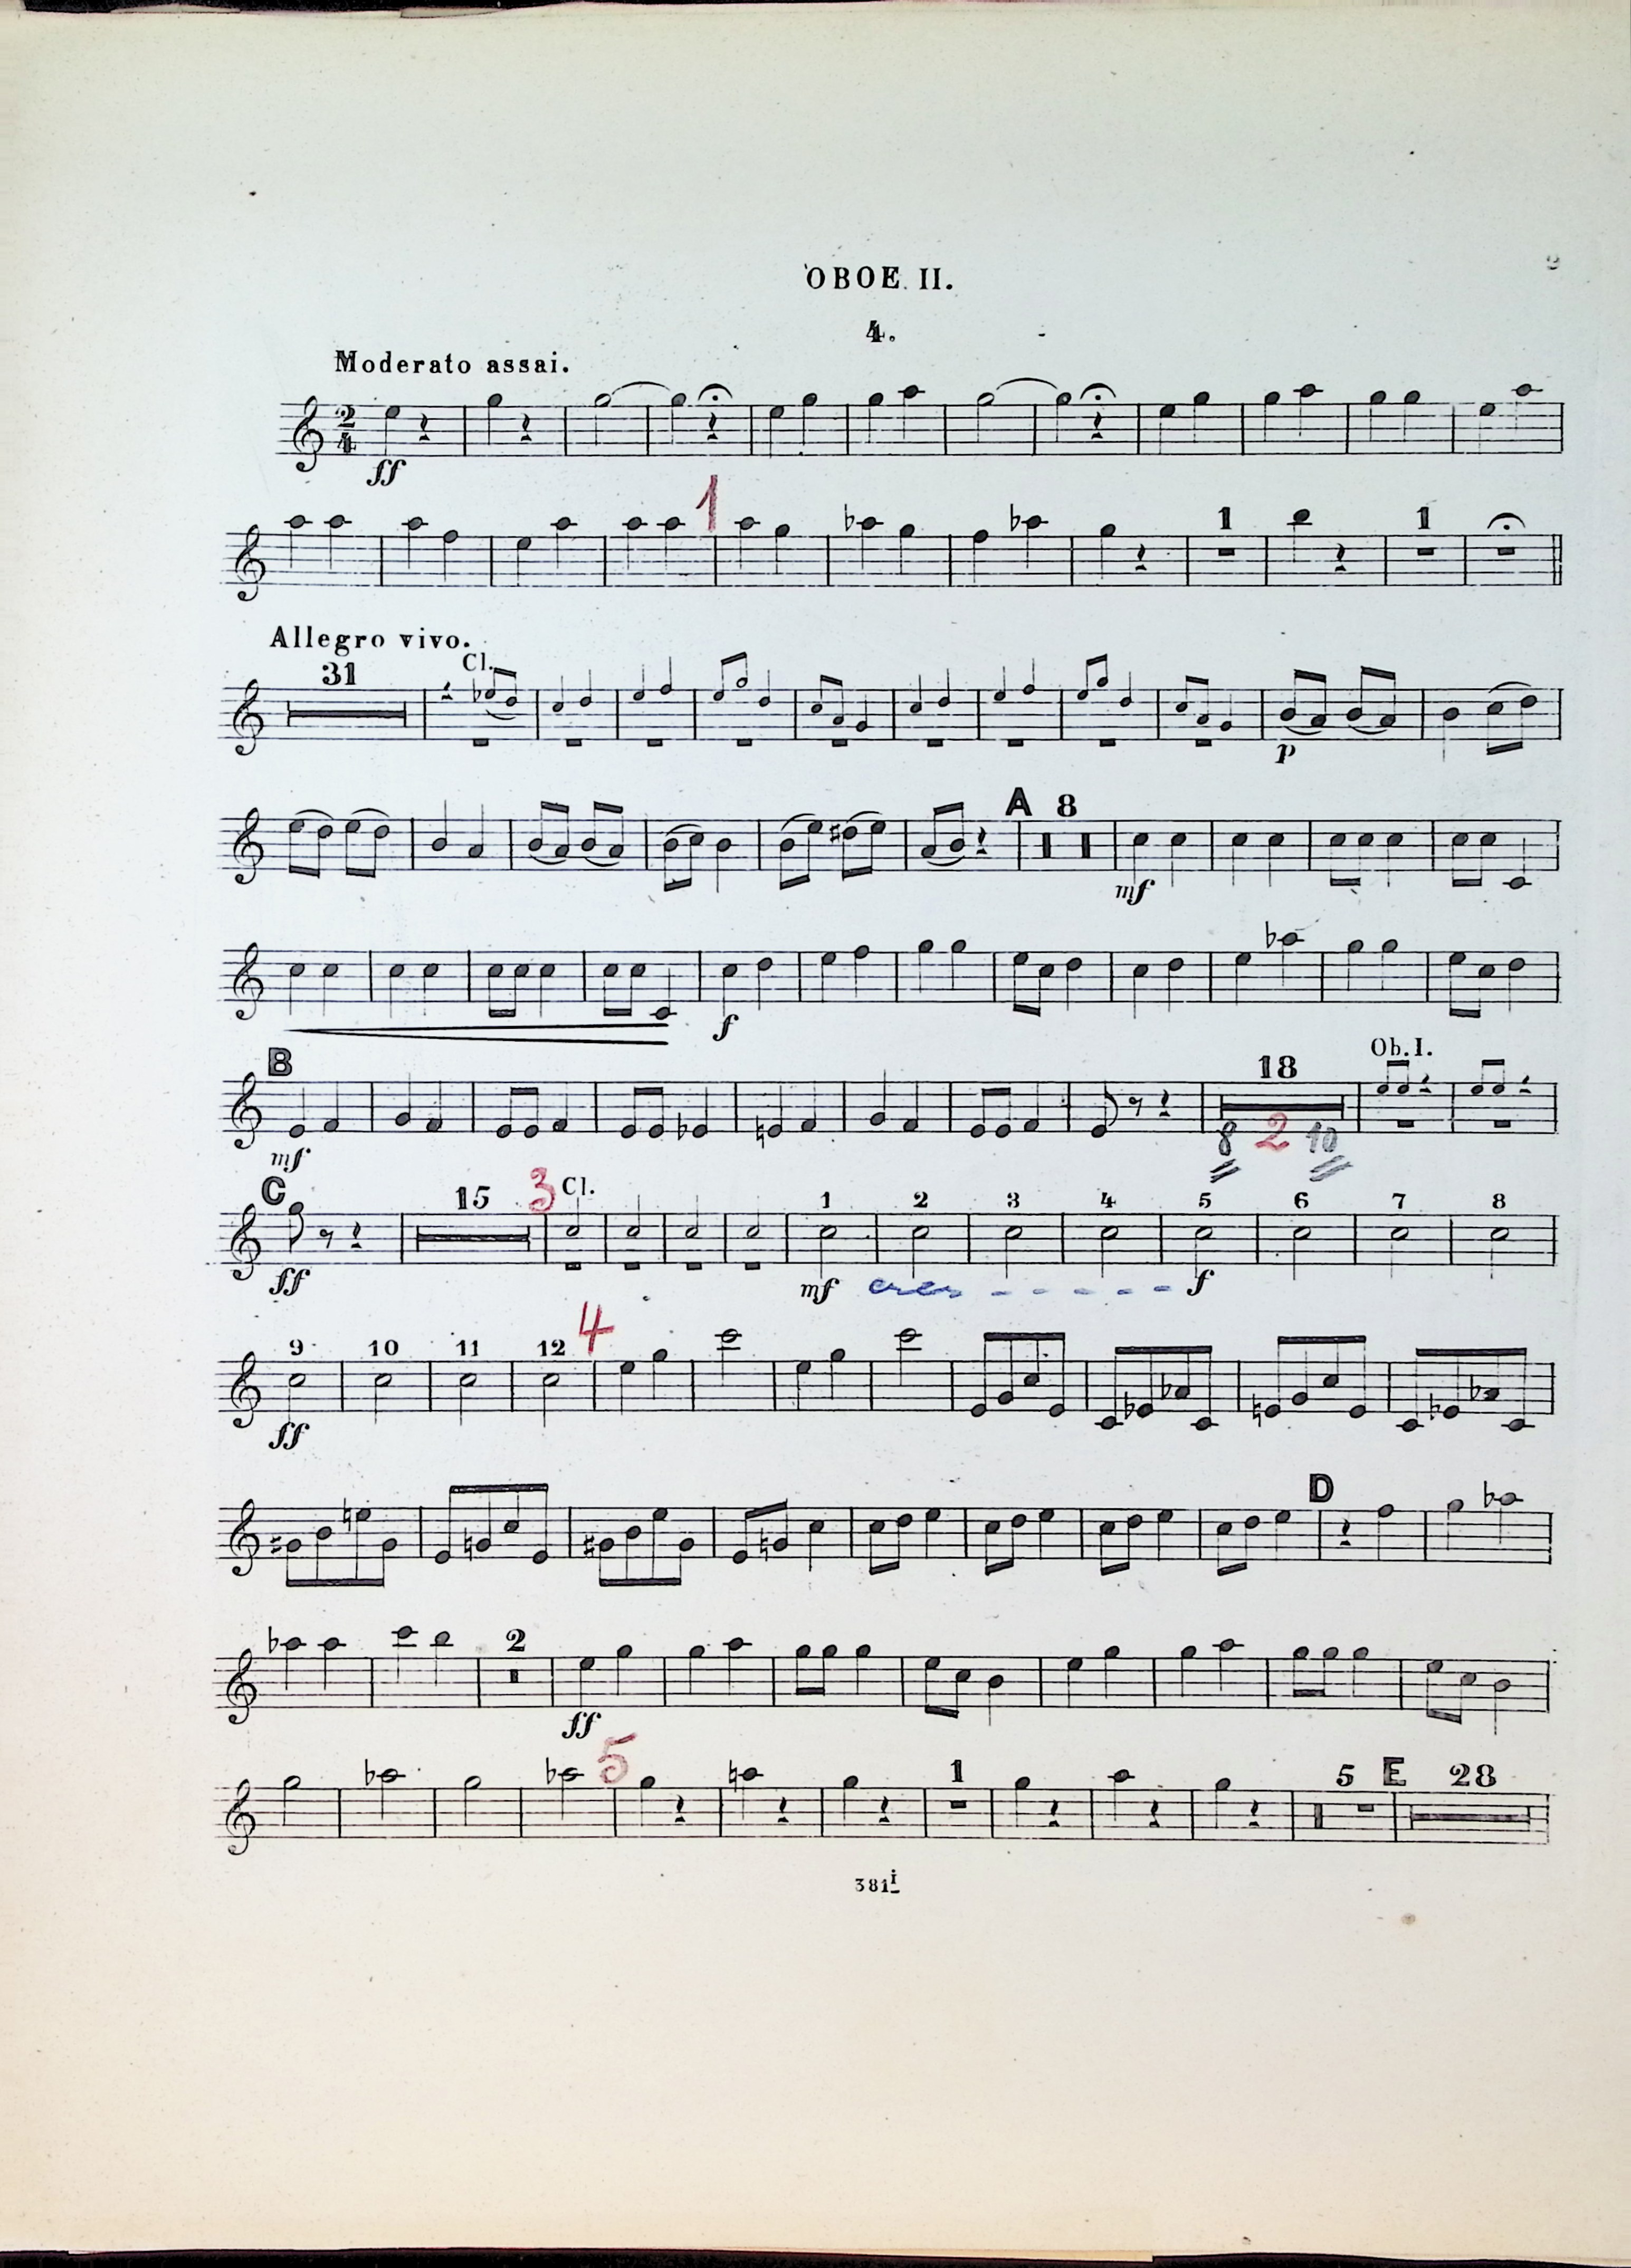 OBOE II.
4.
Moderato assai.
2
4
ff
1
1 1
Allegro vivo.
31 Cl.
p
A 8
mf
f
B 18 Ob. I.
mf 8 2 10
C 15 3 Cl. 1 2 3 4 5 6 7 8
ff mf cres - - - - - f
9 10 11 12 4
ff
D
2
ff
5
1 5 E 28
381 i